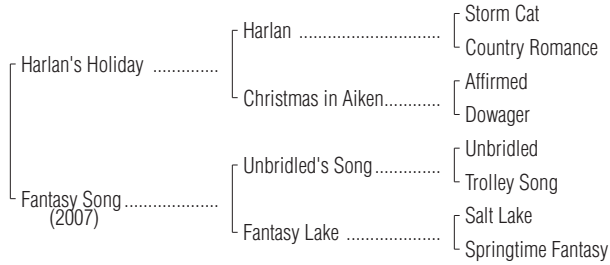 Storm Cat
Harlan ................................
Country Romance
Harlan's Holiday ..............
Affirmed
Christmas in Aiken............
Dowager
Unbridled
Unbridled's Song..............
Trolley Song
Fantasy Song....................
(2007)
Salt Lake
Fantasy Lake ....................
Springtime Fantasy